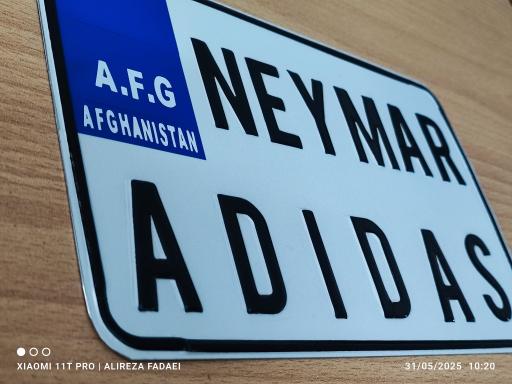 A.F.G
AFGHANISTAN
NEYMAR
ADIDAS
XIAOMI 11T PRO | ALIREZA FADAEI
31/05/2025 10:20